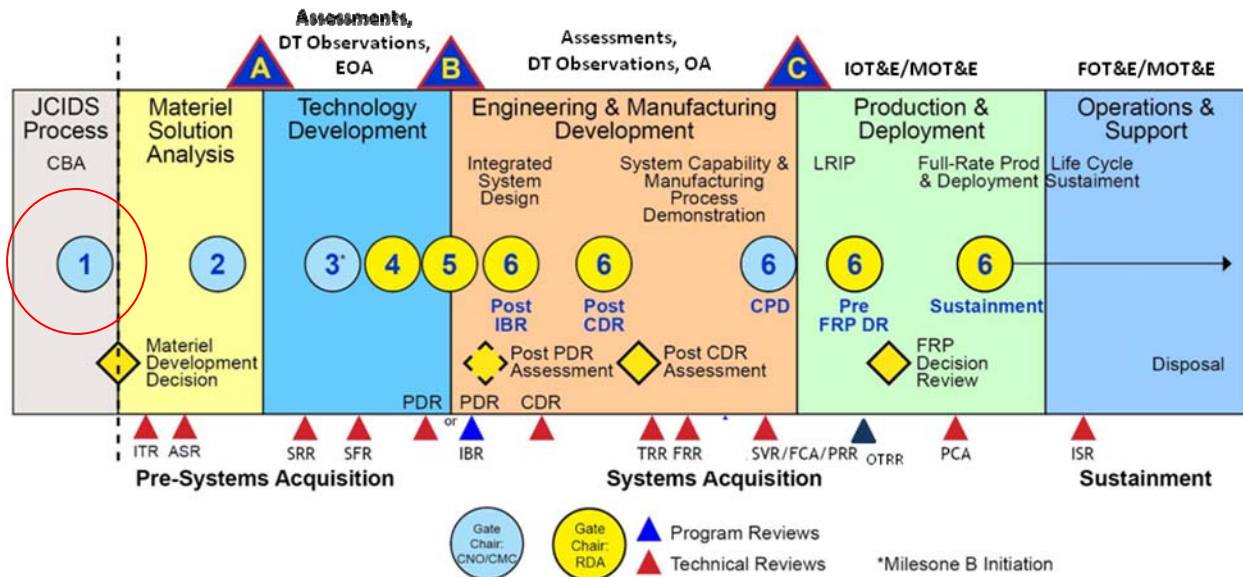 Assessments,
DT Observations,
EOA
Assessments,
DT Observations, OA
IOT&E/MOT&E
FOT&E/MOT&E
A
B
C
JCIDS
Process
CBA
Materiel
Solution
Analysis
Technology
Development
Engineering & Manufacturing
Development
Integrated
System
Design
System Capability &
Manufacturing
Process
Demonstration
Production &
Deployment
LRIP
Full-Rate Prod
& Deployment
Operations &
Support
Life Cycle
Sustaiment
1
2
3*
4
5
6
Post
IBR
6
Post
CDR
6
CPD
6
Pre
FRP DR
6
Sustainment
Materiel
Development
Decision
Post PDR
Assessment
Post CDR
Assessment
FRP
Decision
Review
Disposal
PDR or PDR
CDR
ITR
ASR
SRR
SFR
IBR
TRR
FRR
.SVR/FCA/PRR
OTRR
PCA
ISR
Pre-Systems Acquisition
Systems Acquisition
Sustainment
Gate
Chair:
CNO/CMC
Gate
Chair:
RDA
Program Reviews
Technical Reviews
*Milesone B Initiation